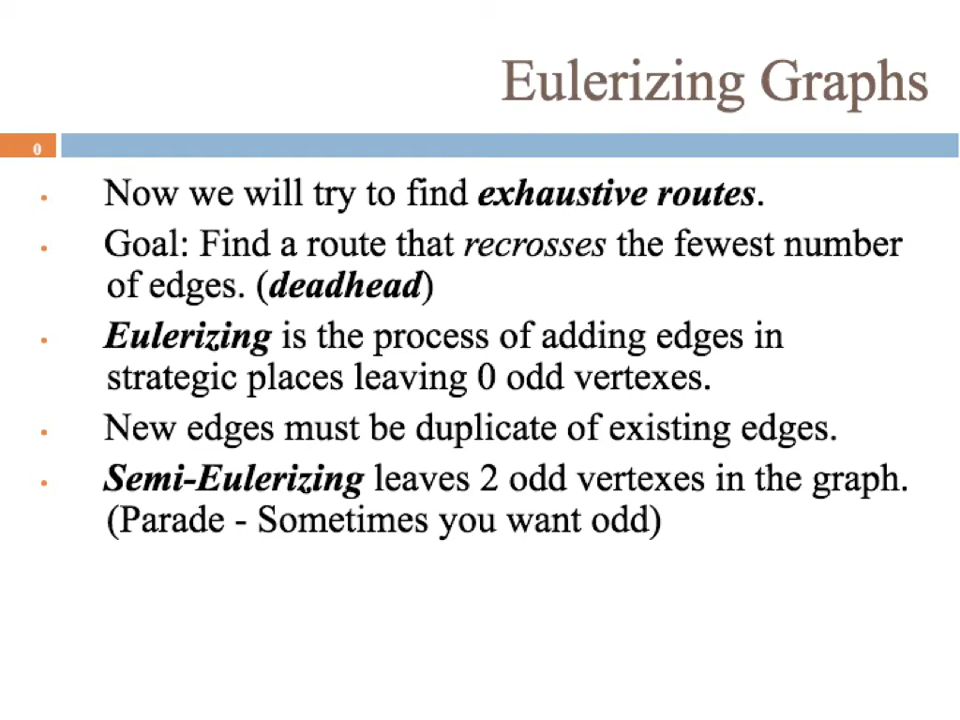 Eulerizing Graphs
0
• Now we will try to find exhaustive routes.
• Goal: Find a route that recrosses the fewest number
of edges. (deadhead)
• Eulerizing is the process of adding edges in
strategic places leaving 0 odd vertexes.
• New edges must be duplicate of existing edges.
• Semi-Eulerizing leaves 2 odd vertexes in the graph.
(Parade - Sometimes you want odd)